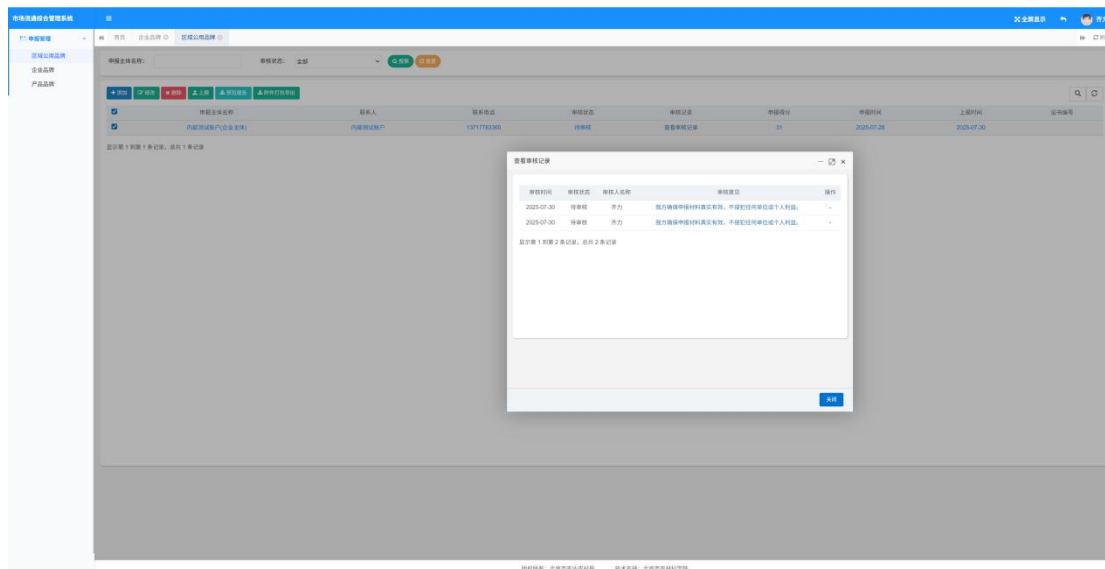 市场流通综合管理系统
全屏显示
申报管理
首页 企业品牌 区域公用品牌
区域公用品牌
企业品牌
产品品牌
申报主体名称:
审核状态: 全部
搜索 重置
添加 修改 删除 上报 附件打包导出
申报主体名称 联系人 联系电话 审核状态 审核记录 申报得分 申报时间 上报时间 证书编号
内部测试账户(企业主体) 内部测试账户 待审核 查看审核记录 31 2025-07-28 2025-07-30
显示第 1 到第 1 条记录,总共 1 条记录
查看审核记录
审核时间 审核状态 审核人名称 审核意见 操作
2025-07-30 待审核 齐力 我方确保申报材料真实有效,不侵犯任何单位或个人利益。 -
2025-07-30 待审核 齐力 我方确保申报材料真实有效,不侵犯任何单位或个人利益。 -
显示第 1 到第 2 条记录,总共 2 条记录
关闭